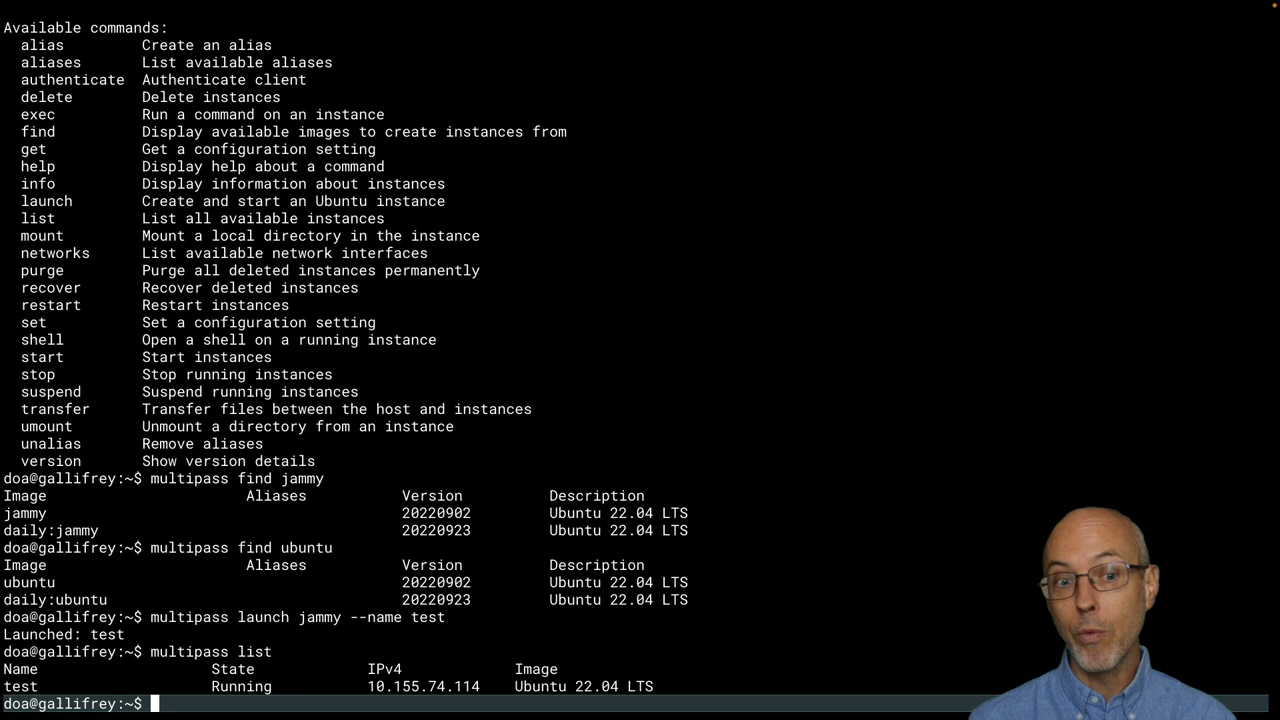 Available commands:
  alias         Create an alias
  aliases       List available aliases
  authenticate  Authenticate client
  delete        Delete instances
  exec          Run a command on an instance
  find          Display available images to create instances from
  get           Get a configuration setting
  help          Display help about a command
  info          Display information about instances
  launch        Create and start an Ubuntu instance
  list          List all available instances
  mount         Mount a local directory in the instance
  networks      List available network interfaces
  purge         Purge all deleted instances permanently
  recover       Recover deleted instances
  restart       Restart instances
  set           Set a configuration setting
  shell         Open a shell on a running instance
  start         Start instances
  stop          Stop running instances
  suspend       Suspend running instances
  transfer      Transfer files between the host and instances
  umount        Unmount a directory from an instance
  unalias       Remove aliases
  version       Show version details
doa@gallifrey:~$ multipass find jammy
Image                       Aliases           Version          Description
jammy                                         20220902         Ubuntu 22.04 LTS
daily:jammy                                   20220923         Ubuntu 22.04 LTS
doa@gallifrey:~$ multipass find ubuntu
Image                       Aliases           Version          Description
ubuntu                                        20220902         Ubuntu 22.04 LTS
daily:ubuntu                                  20220923         Ubuntu 22.04 LTS
doa@gallifrey:~$ multipass launch jammy --name test
Launched: test
doa@gallifrey:~$ multipass list
Name                    State             IPv4             Image
test                    Running           10.155.74.114    Ubuntu 22.04 LTS
doa@gallifrey:~$